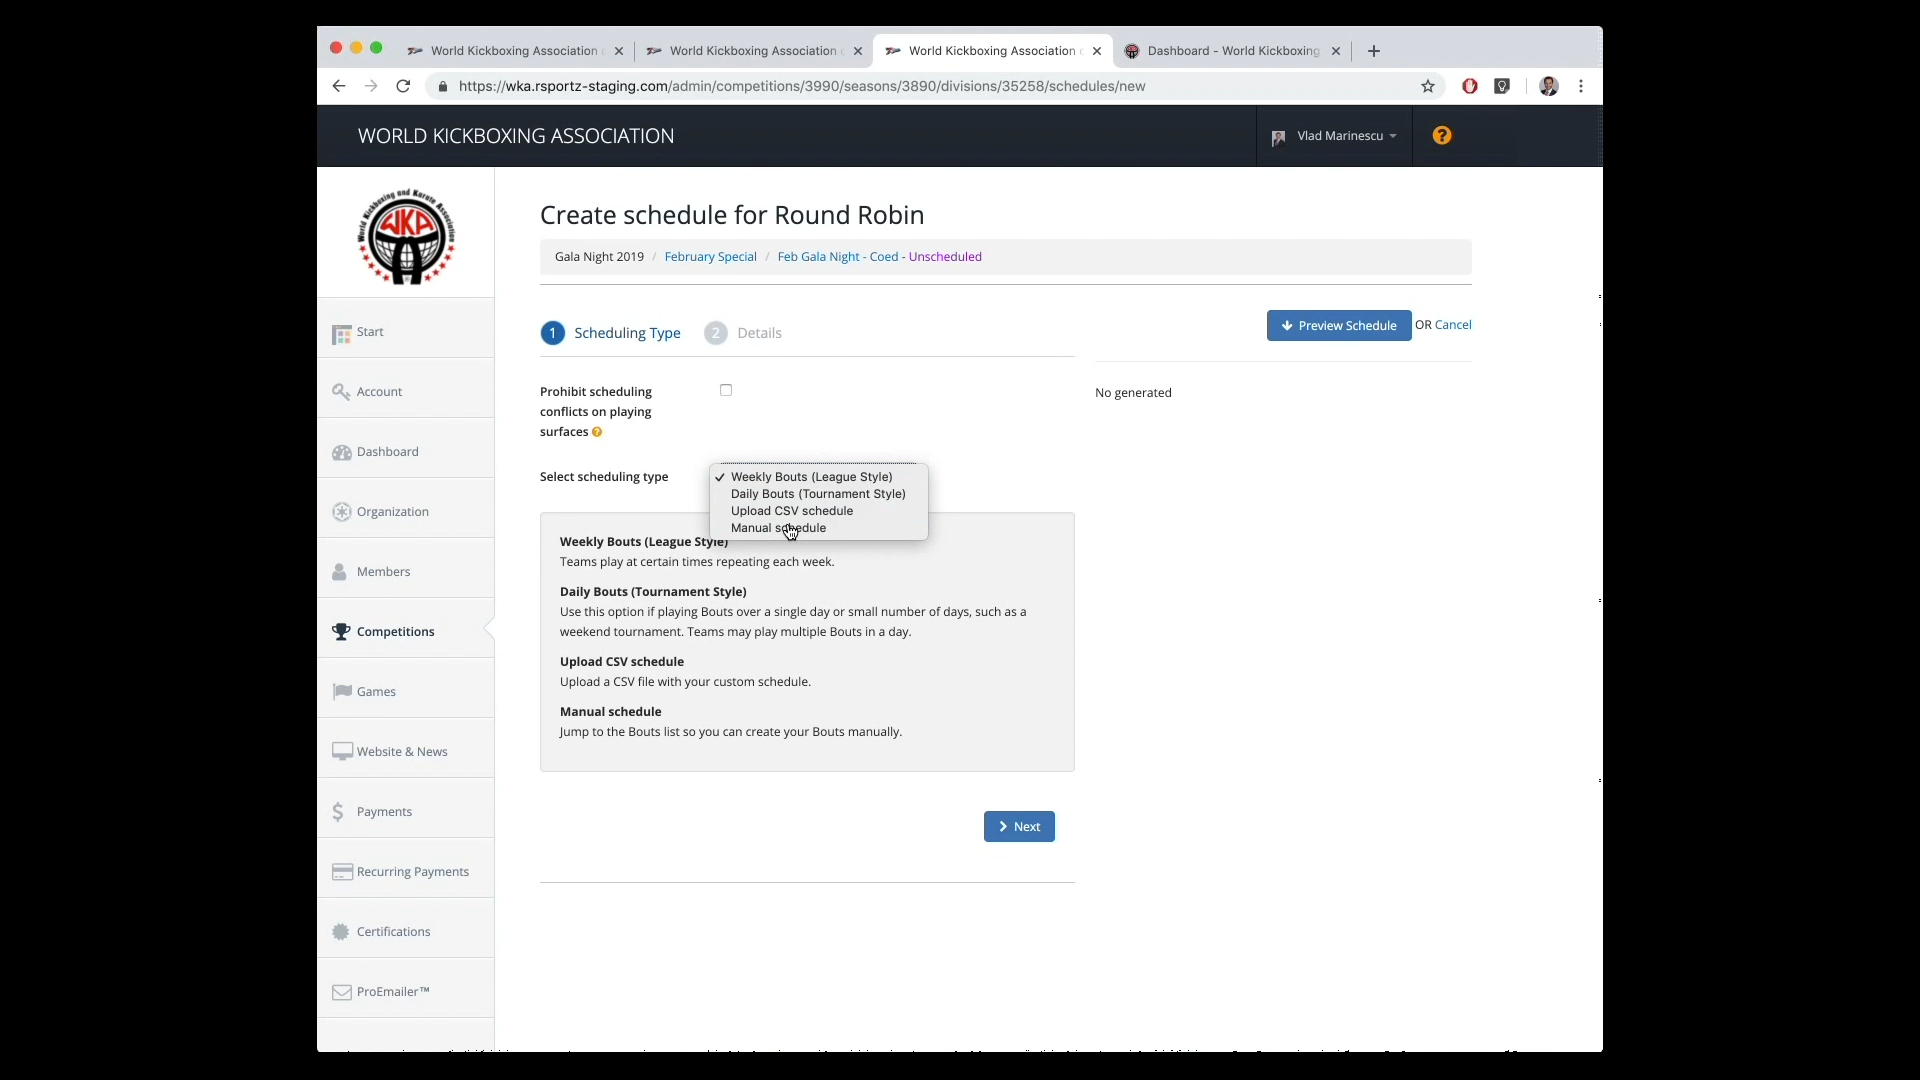 World Kickboxing Association
World Kickboxing Association
World Kickboxing Association
Dashboard - World Kickboxing
https://wka.rsportz-staging.com/admin/competitions/3990/seasons/3890/divisions/35258/schedules/new
WORLD KICKBOXING ASSOCIATION
Vlad Marinescu
World Kickboxing and Karate Association
WKA
Start
Account
Dashboard
Organization
Members
Competitions
Games
Website & News
Payments
Recurring Payments
Certifications
ProEmailer™
Create schedule for Round Robin
Gala Night 2019 / February Special / Feb Gala Night - Coed - Unscheduled
1 Scheduling Type 2 Details
Preview Schedule OR Cancel
Prohibit scheduling
conflicts on playing
surfaces ?
No generated
Select scheduling type
✓ Weekly Bouts (League Style)
Daily Bouts (Tournament Style)
Upload CSV schedule
Manual schedule
Weekly Bouts (League Style)
Teams play at certain times repeating each week.
Daily Bouts (Tournament Style)
Use this option if playing Bouts over a single day or small number of days, such as a
weekend tournament. Teams may play multiple Bouts in a day.
Upload CSV schedule
Upload a CSV file with your custom schedule.
Manual schedule
Jump to the Bouts list so you can create your Bouts manually.
Next